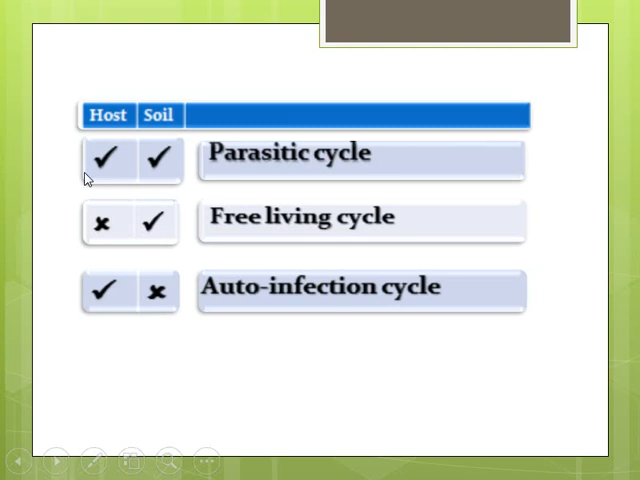 Host Soil
✓ ✓ Parasitic cycle
× ✓ Free living cycle
✓ × Auto-infection cycle